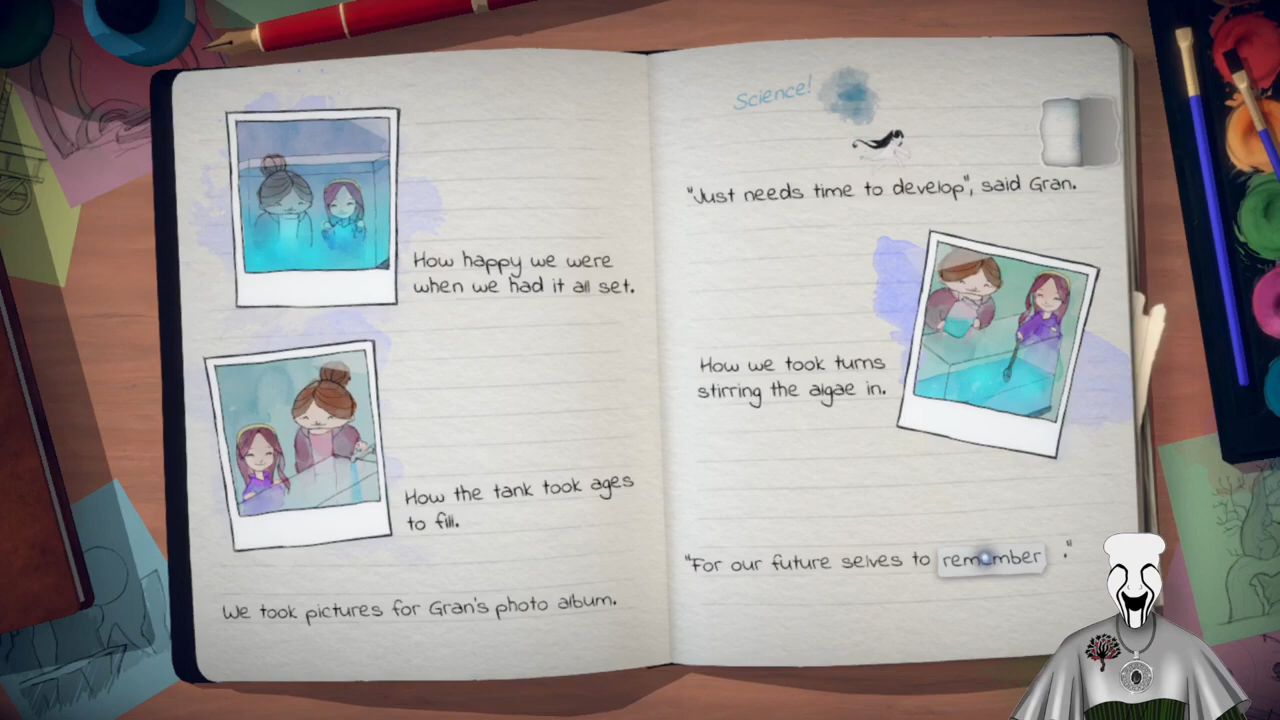 How happy we were
when we had it all set.
How the tank took ages
to fill.
We took pictures for Gran's photo album.
Science!
"Just needs time to develop", said Gran.
How we took turns
stirring the algae in.
"For our future selves to remember ."